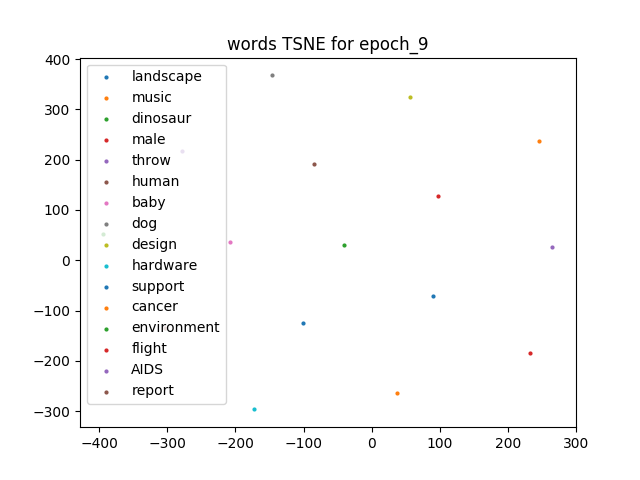 words TSNE for epoch_9
400
300
200
100
0
−100
−200
−300
landscape
music
dinosaur
male
throw
human
baby
dog
design
hardware
support
cancer
environment
flight
AIDS
report
−400 −300 −200 −100 0 100 200 300